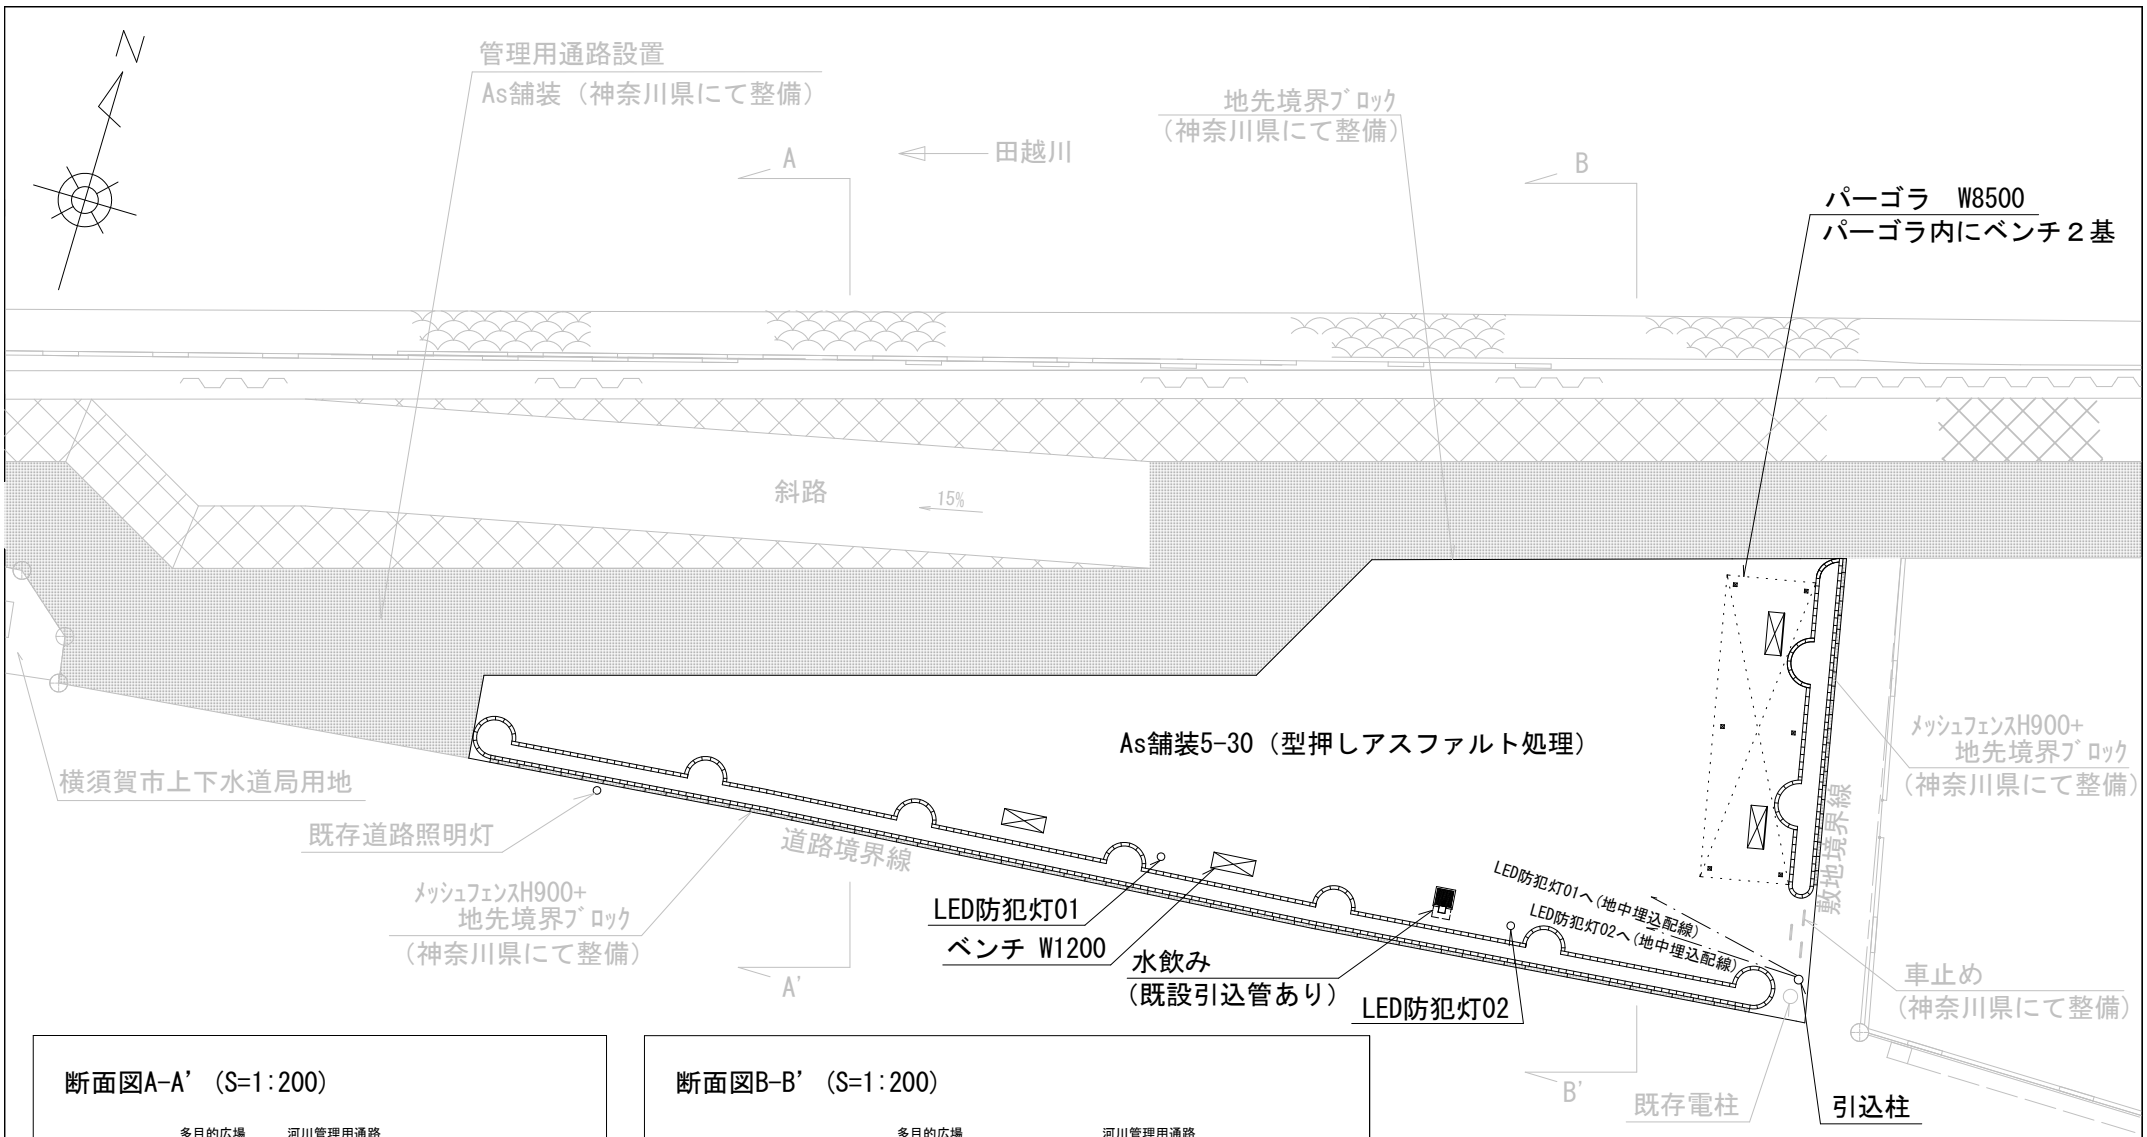 N
管理用通路設置
As舗装（神奈川県にて整備）
地先境界ブロック
（神奈川県にて整備）
A
田越川
B
パーゴラ　W8500
パーゴラ内にベンチ２基
斜路
15%
As舗装5-30（型押しアスファルト処理）
メッシュフェンスH900+
地先境界ブロック
（神奈川県にて整備）
横須賀市上下水道局用地
既存道路照明灯
道路境界線
敷地境界線
メッシュフェンスH900+
地先境界ブロック
（神奈川県にて整備）
LED防犯灯01
ベンチ W1200
水飲み
（既設引込管あり）
LED防犯灯02
LED防犯灯01へ(地中埋込配線)
LED防犯灯02へ(地中埋込配線)
車止め
（神奈川県にて整備）
A'
B'
既存電柱
引込柱
断面図A-A'（S=1:200）
多目的広場 河川管理用通路
断面図B-B'（S=1:200）
多目的広場 河川管理用通路